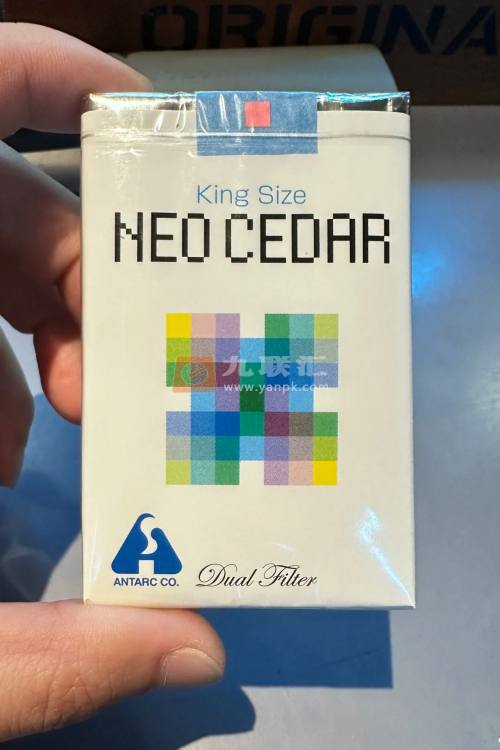 ORIGINA
King Size
NEO CEDAR
九联汇
www.yanpk.com
ANTARC CO.
Dual Filter